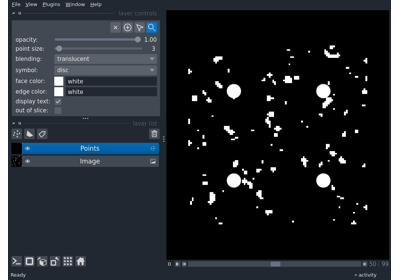 File View Plugins Window Help
layer controls
opacity: 1.00
point size: 3
blending: translucent
symbol: disc
face color: white
edge color: white
display text:
out of slice:
layer list
Points
Image
50 99
Ready activity